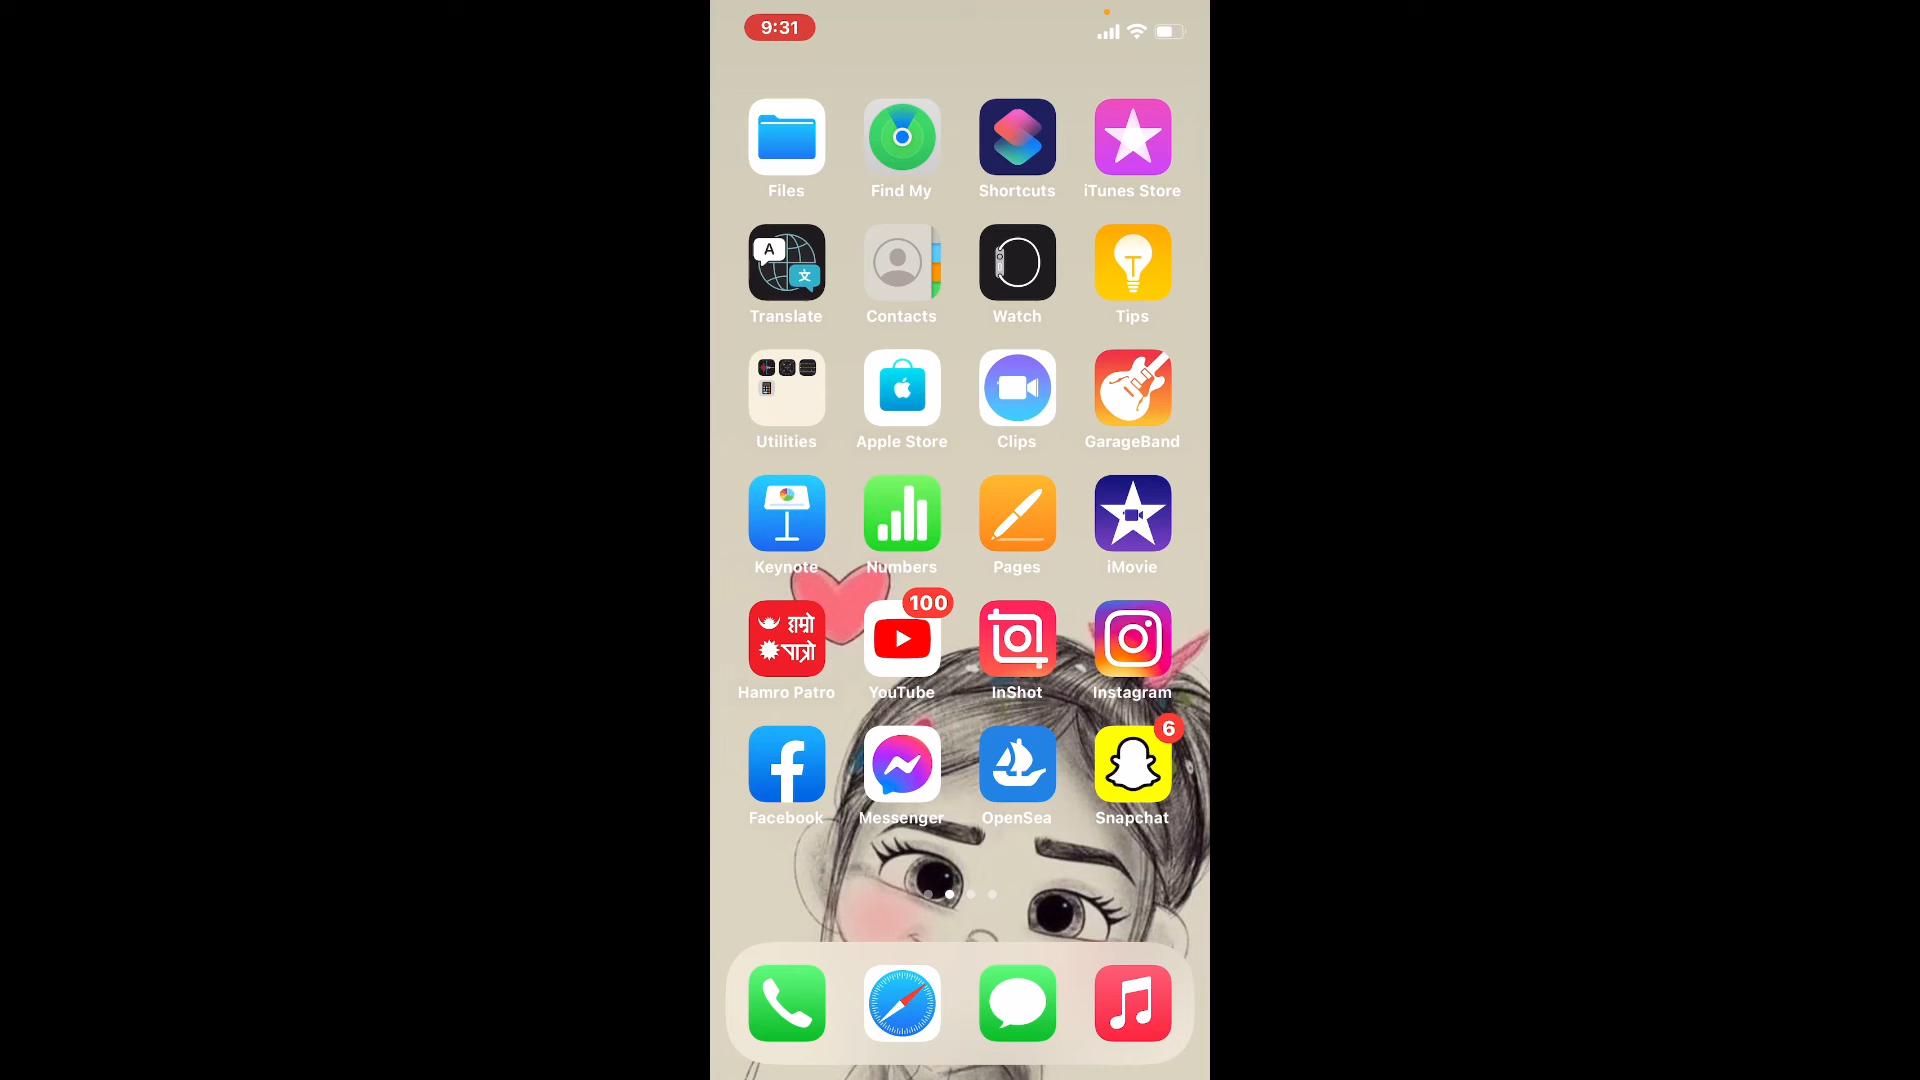 9:31
Files
Find My
Shortcuts
iTunes Store
A
文
T
Translate
Contacts
Watch
Tips
Utilities
Apple Store
Clips
GarageBand
Keynote
Numbers
Pages
iMovie
हाम्रो
पात्रो
100
Hamro Patro
YouTube
InShot
Instagram
6
Facebook
Messenger
OpenSea
Snapchat